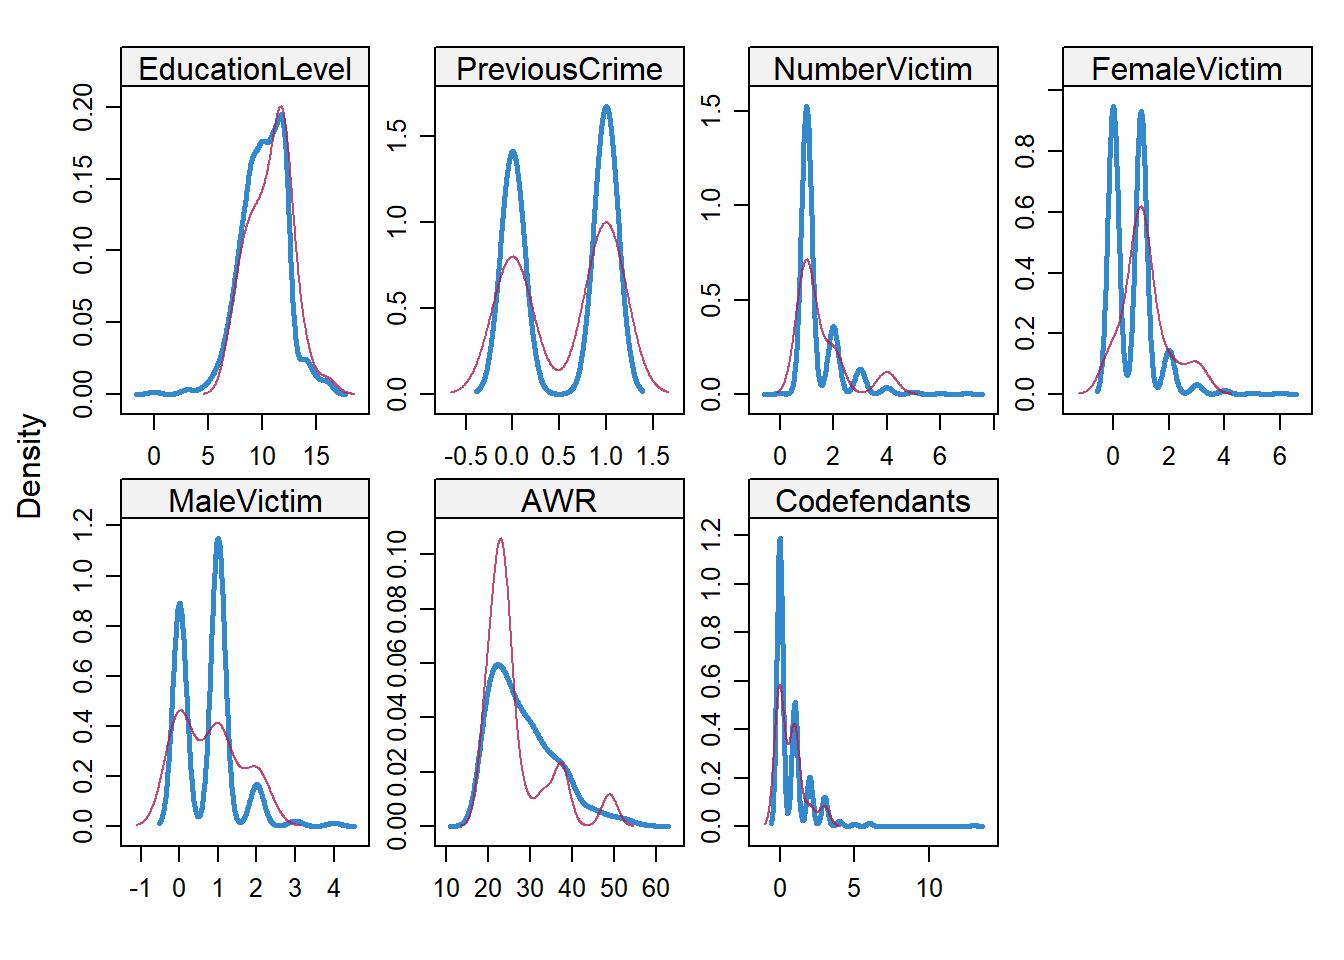 EducationLevel
PreviousCrime
NumberVictim
FemaleVictim
0.00 0.05 0.10 0.15 0.20
0 5 10 15
0.0 0.5 1.0 1.5
-0.5 0.0 0.5 1.0 1.5
0.0 0.5 1.0 1.5
0 2 4 6
0.0 0.2 0.4 0.6 0.8
0 2 4 6
Density
MaleVictim
AWR
Codefendants
0.0 0.2 0.4 0.6 0.8 1.0 1.2
-1 0 1 2 3 4
0.00 0.02 0.04 0.06 0.08 0.10
10 20 30 40 50 60
0.0 0.2 0.4 0.6 0.8 1.0 1.2
0 5 10